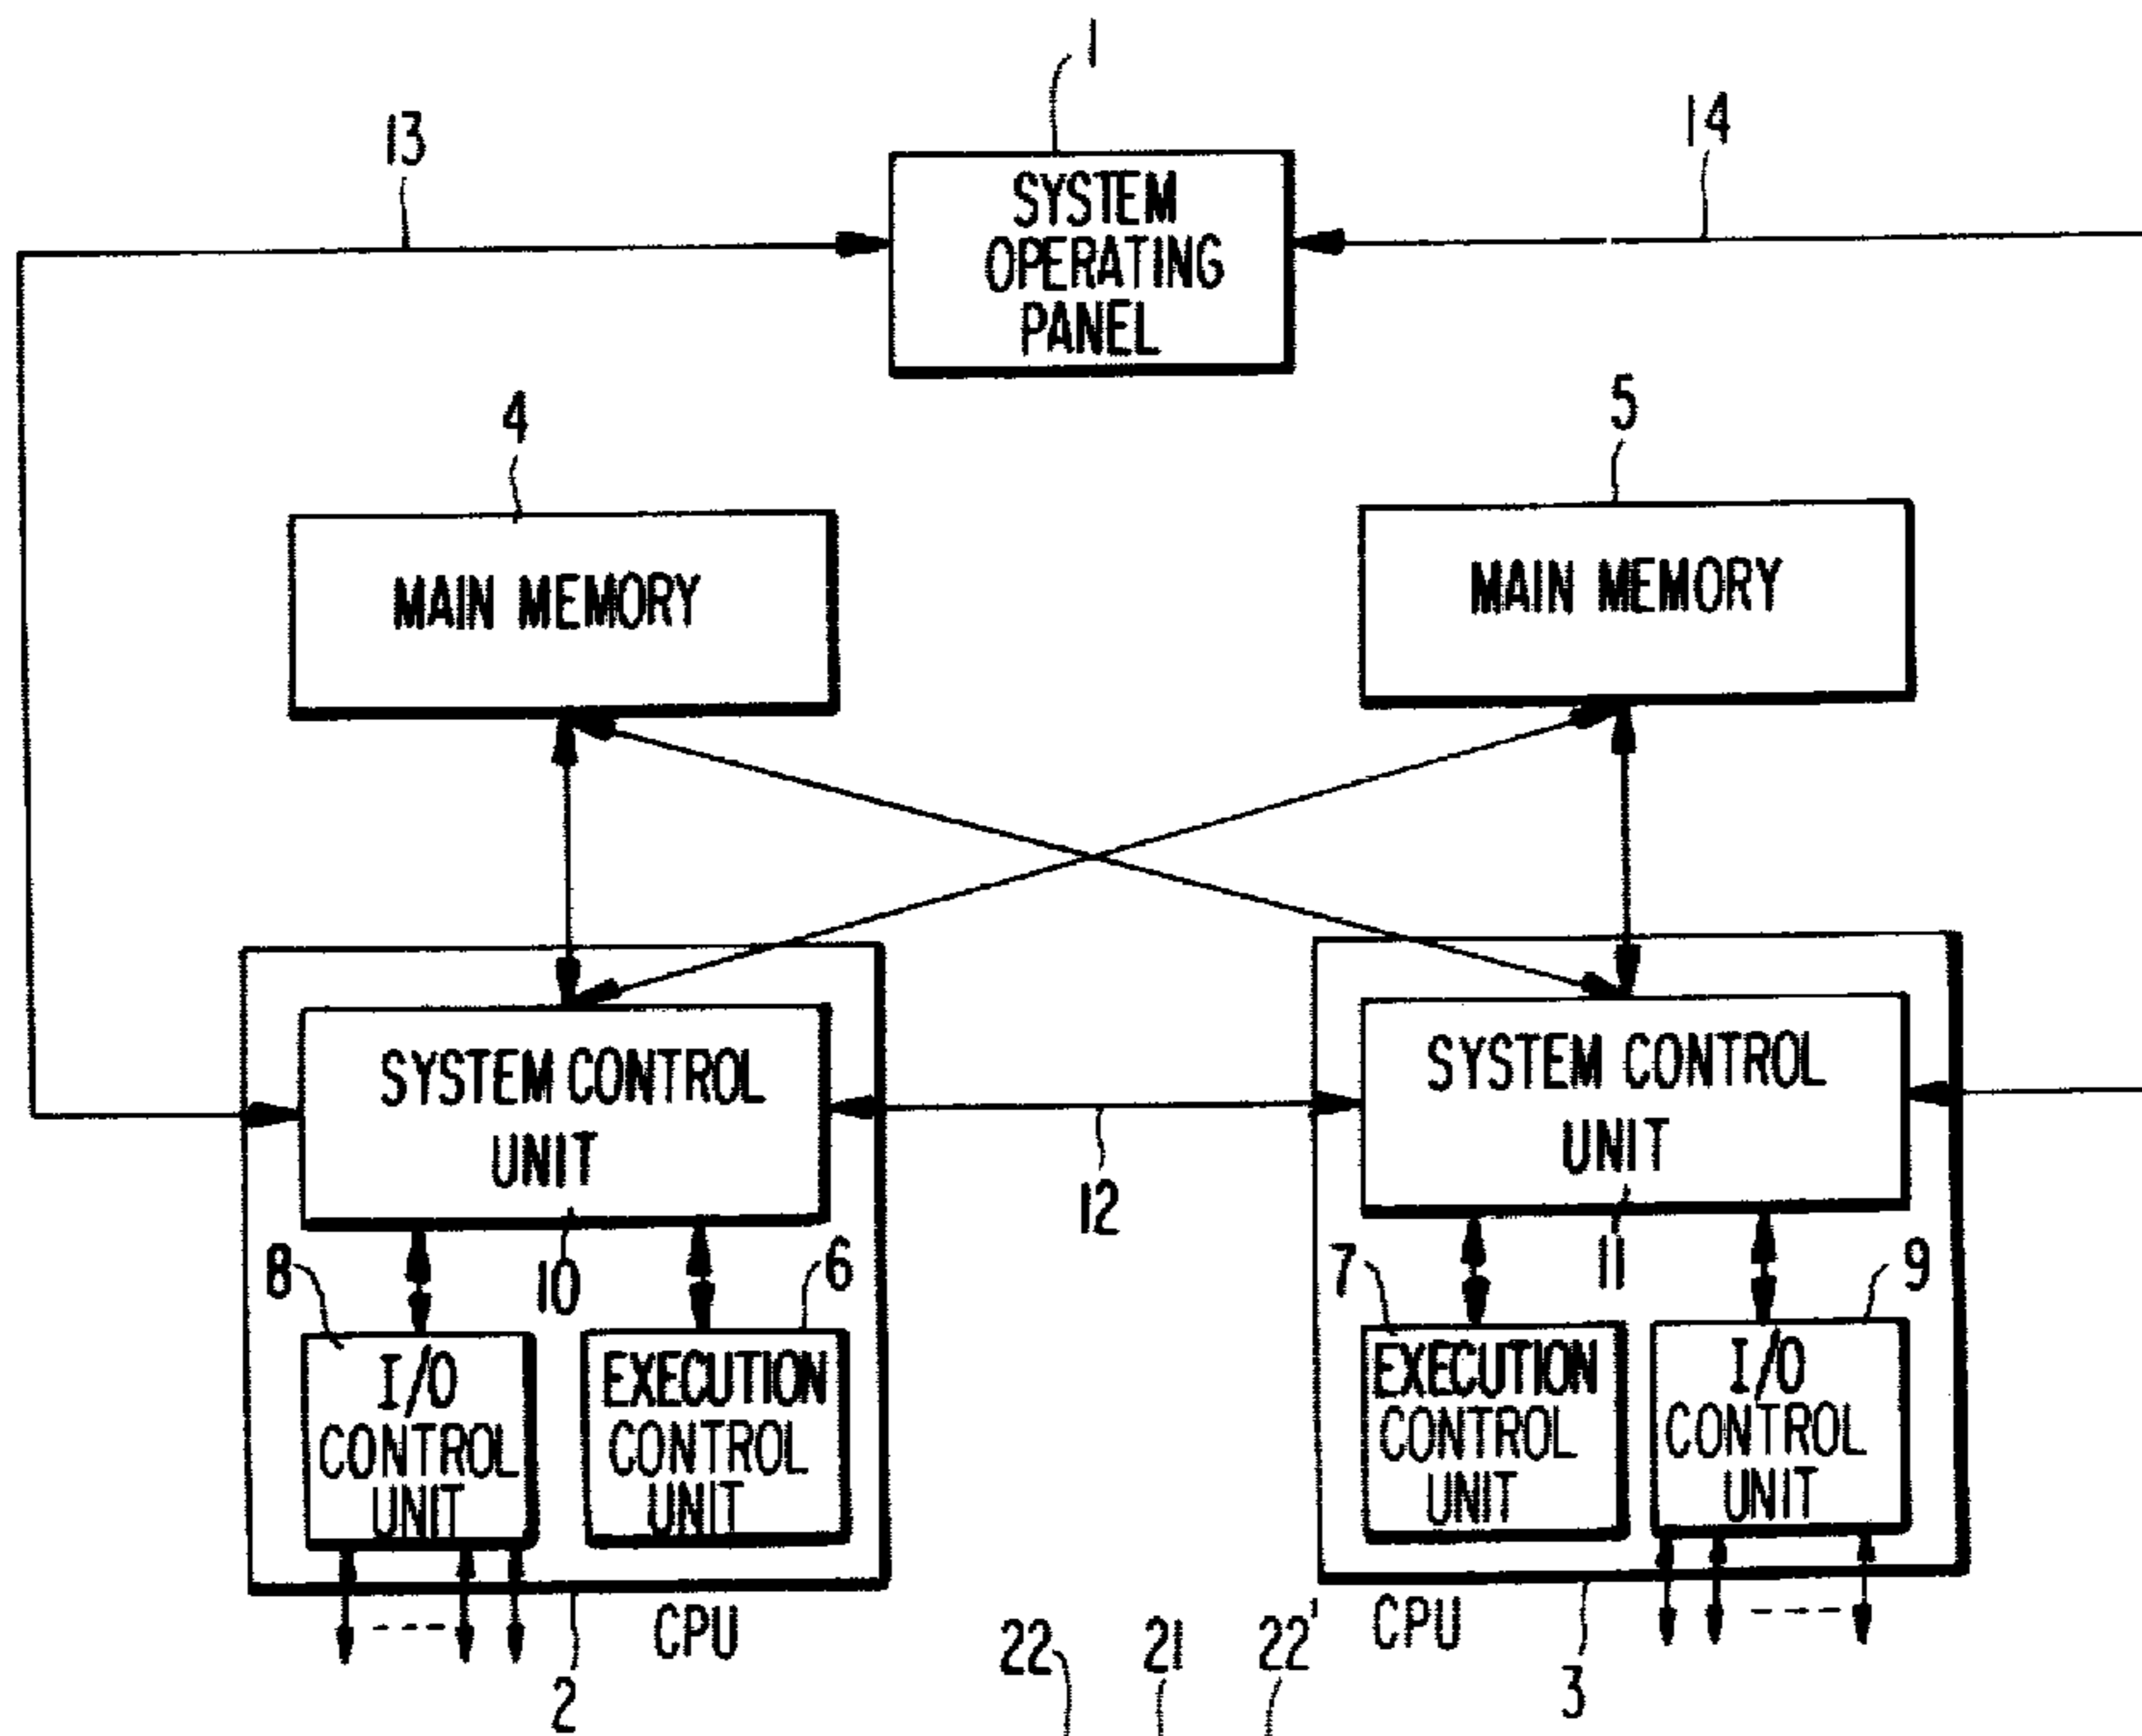 1
13
14
SYSTEM
OPERATING
PANEL
4
5
MAIN MEMORY
MAIN MEMORY
SYSTEM CONTROL
UNIT
SYSTEM CONTROL
UNIT
12
8
10
6
7
11
9
I/O
CONTROL
UNIT
EXECUTION
CONTROL
UNIT
EXECUTION
CONTROL
UNIT
I/O
CONTROL
UNIT
CPU
CPU
2
22
21
22'
3